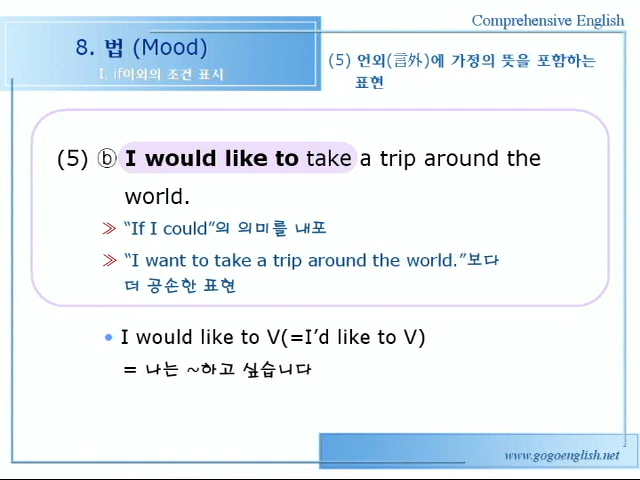 Comprehensive English
8. 법 (Mood)
I. if이외의 조건 표시
(5) 언외(言外)에 가정의 뜻을 포함하는
표현
(5) ⓑ I would like to take a trip around the
world.
≫ “If I could”의 의미를 내포
≫ “I want to take a trip around the world.”보다
더 공손한 표현
• I would like to V(=I’d like to V)
= 나는 ~하고 싶습니다
www.gogoenglish.net